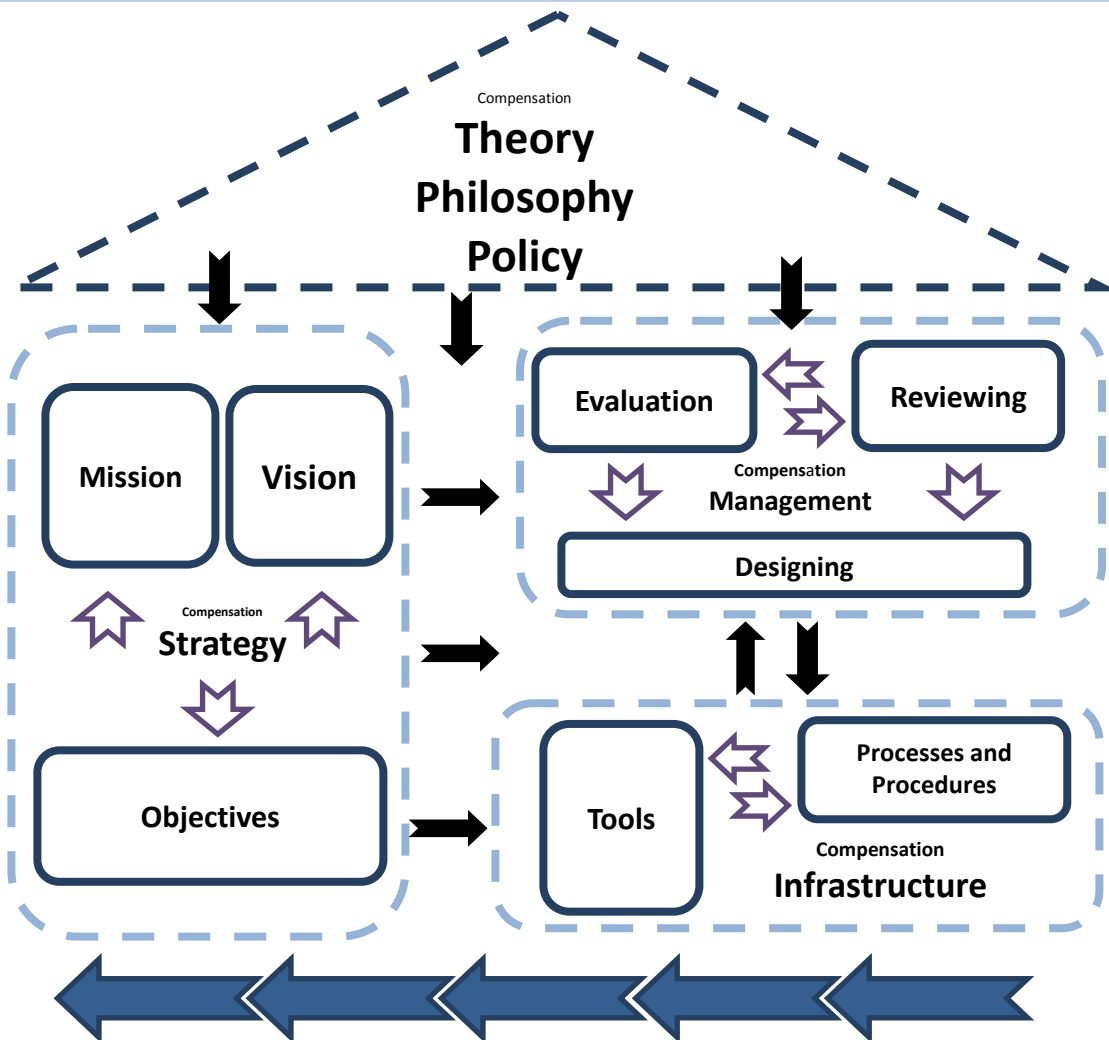 Compensation
Theory
Philosophy
Policy
Mission
Vision
Compensation
Strategy
Objectives
Evaluation
Reviewing
Compensation
Management
Designing
Tools
Processes and
Procedures
Compensation
Infrastructure